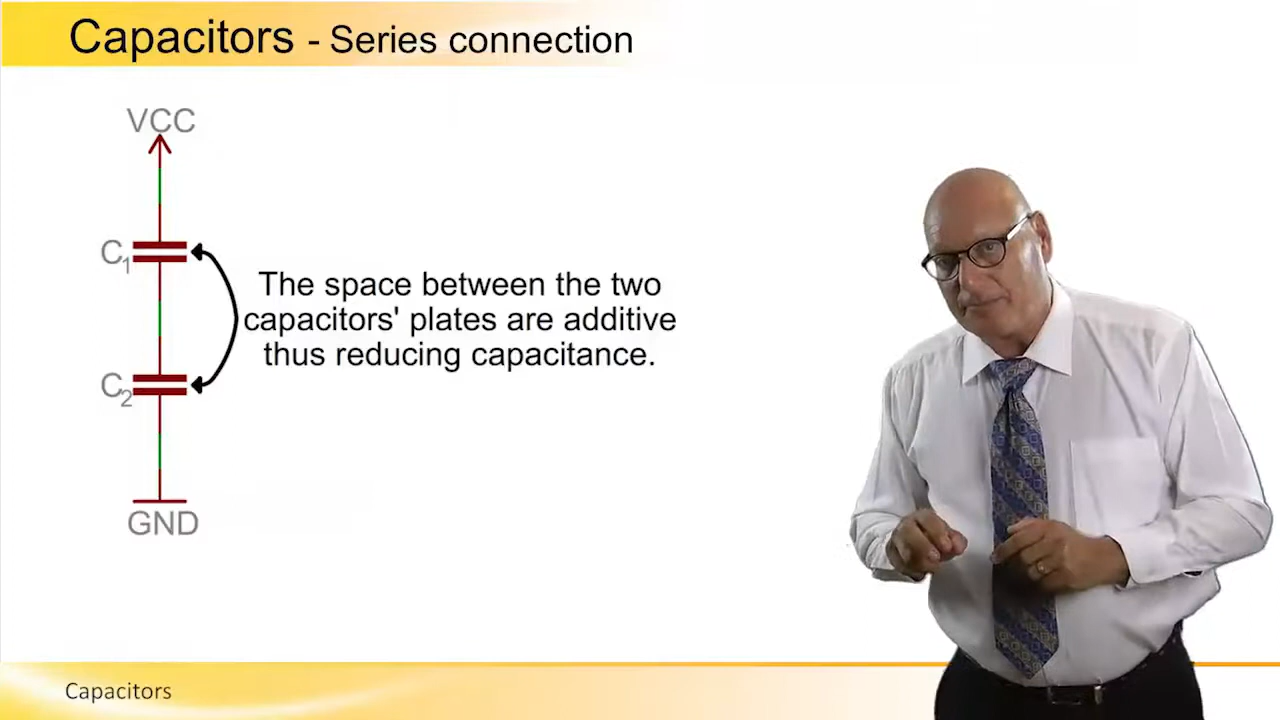 Capacitors - Series connection
VCC
C1
The space between the two
capacitors' plates are additive
thus reducing capacitance.
C2
GND
Capacitors